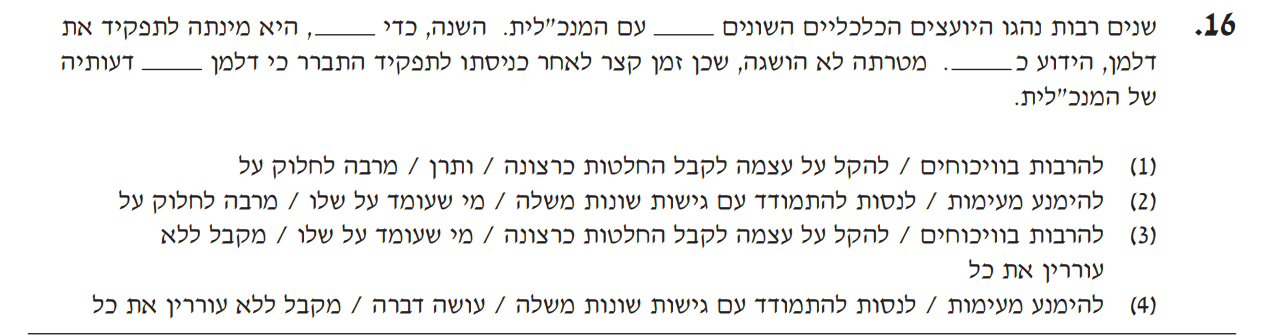 16. שנים רבות נהגו היועצים הכלכליים השונים _____ עם המנכ"לית. השנה, כדי _____, היא מינתה לתפקיד את
דלמן, הידוע כ_____. מטרתה לא הושגה, שכן זמן קצר לאחר כניסתו לתפקיד התברר כי דלמן _____ דעותיה
של המנכ"לית.
(1) להרבות בוויכוחים / להקל על עצמה לקבל החלטות כרצונה / ותרן / מרבה לחלוק על
(2) להימנע מעימות / לנסות להתמודד עם גישות שונות משלה / מי שעומד על שלו / מרבה לחלוק על
(3) להרבות בוויכוחים / להקל על עצמה לקבל החלטות כרצונה / מי שעומד על שלו / מקבל ללא
עוררין את כל
(4) להימנע מעימות / לנסות להתמודד עם גישות שונות משלה / עושה דברה / מקבל ללא עוררין את כל